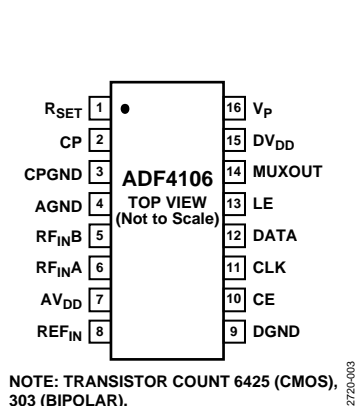 RSET 1
CP 2
CPGND 3
AGND 4
RFINB 5
RFINA 6
AVDD 7
REFIN 8
ADF4106
TOP VIEW
(Not to Scale)
16 VP
15 DVDD
14 MUXOUT
13 LE
12 DATA
11 CLK
10 CE
9 DGND
NOTE: TRANSISTOR COUNT 6425 (CMOS),
303 (BIPOLAR).
2720-003